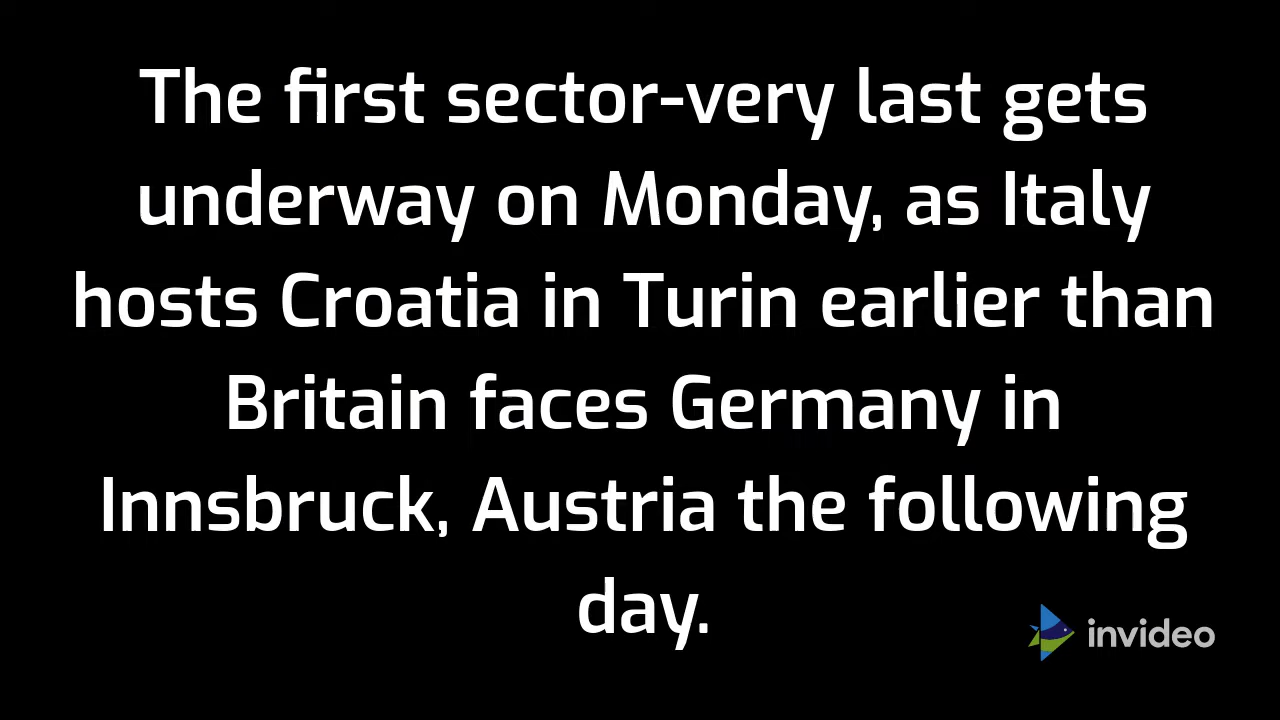 The first sector-very last gets
underway on Monday, as Italy
hosts Croatia in Turin earlier than
Britain faces Germany in
Innsbruck, Austria the following
day.
invideo